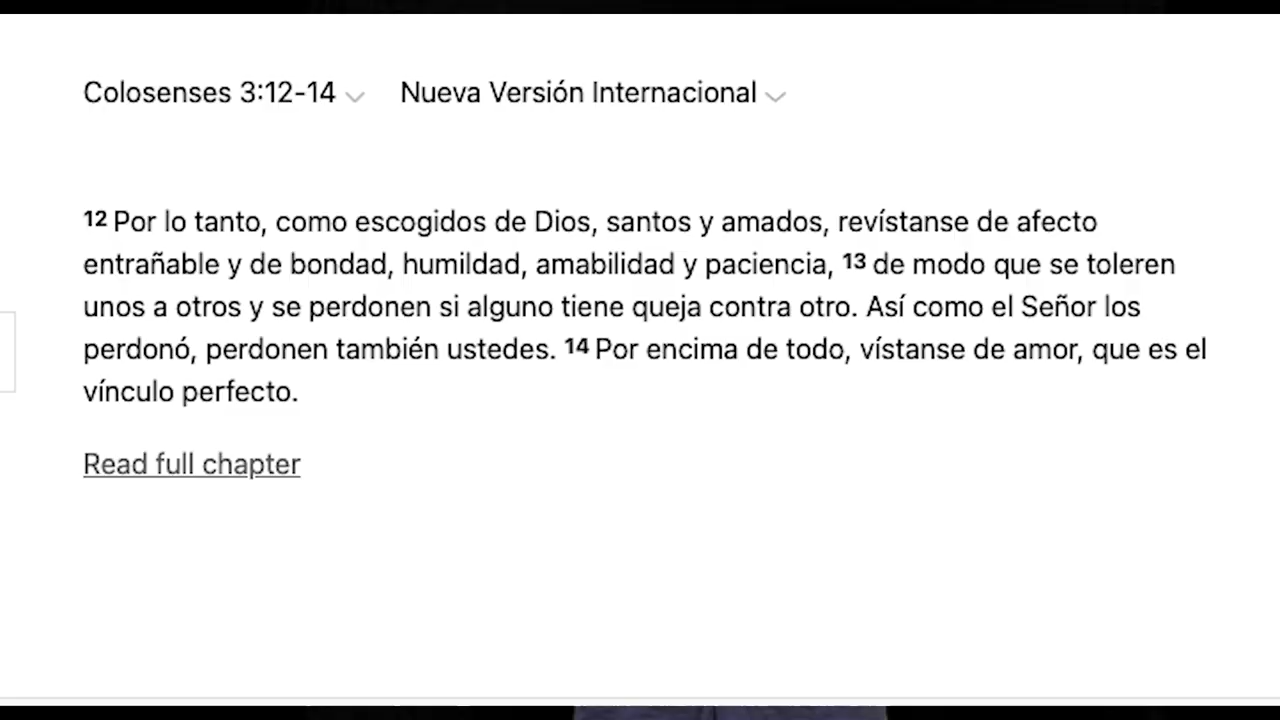 Colosenses 3:12-14 Nueva Versión Internacional
12 Por lo tanto, como escogidos de Dios, santos y amados, revístanse de afecto
entrañable y de bondad, humildad, amabilidad y paciencia, 13 de modo que se toleren
unos a otros y se perdonen si alguno tiene queja contra otro. Así como el Señor los
perdonó, perdonen también ustedes. 14 Por encima de todo, vístanse de amor, que es el
vínculo perfecto.
Read full chapter